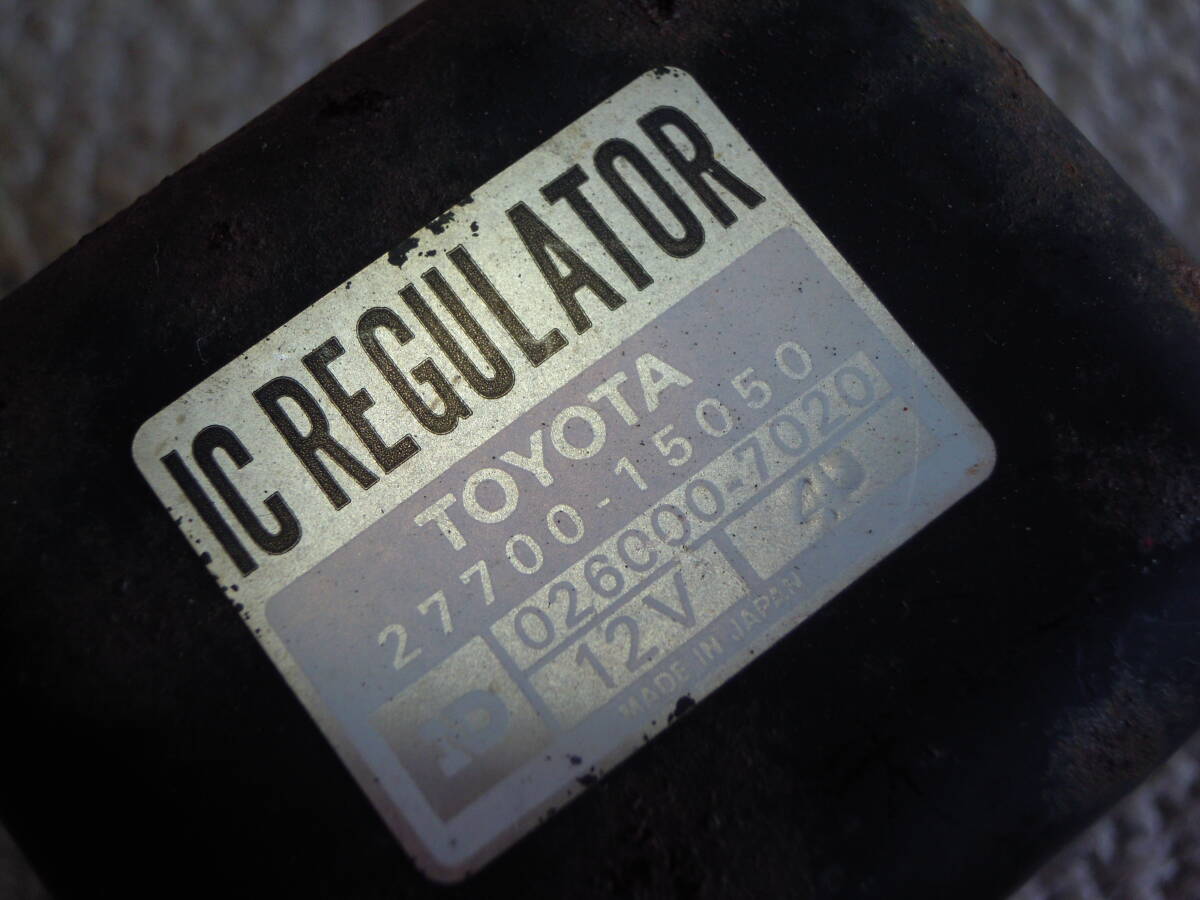 IC REGULATOR
TOYOTA
27700-15050
026000-7020
12V
MADE IN JAPAN